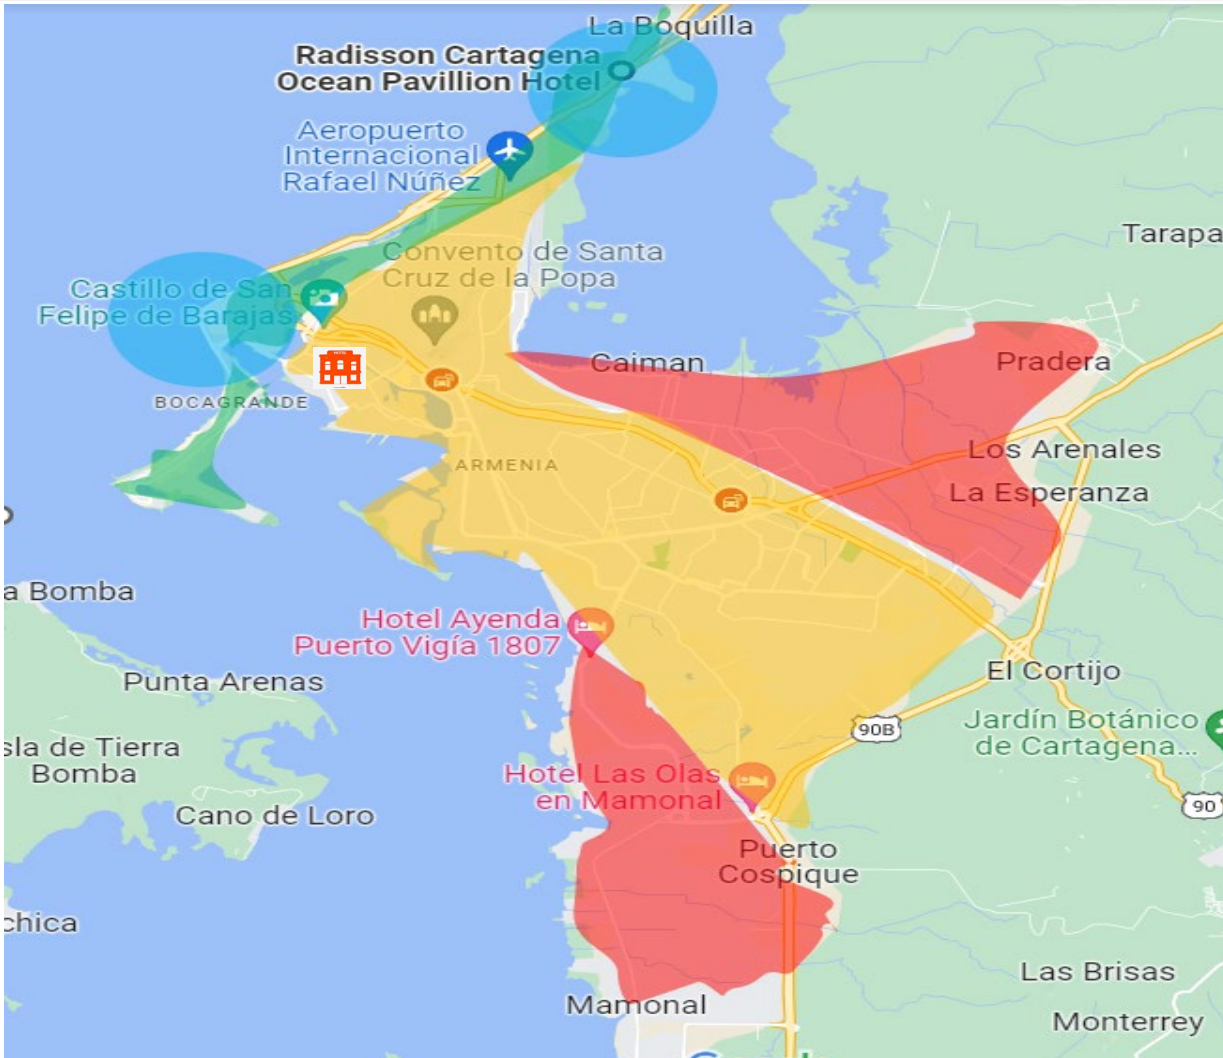 La Boquilla
Radisson Cartagena
Ocean Pavillion Hotel
Aeropuerto
Internacional
Rafael Núñez
Tarapa
Convento de Santa
Cruz de la Popa
Castillo de San
Felipe de Barajas
Caiman
Pradera
BOCAGRANDE
Los Arenales
ARMENIA
La Esperanza
a Bomba
Hotel Ayenda
Puerto Vigía 1807
El Cortijo
Punta Arenas
Jardín Botánico
de Cartagena...
90B
sla de Tierra
Bomba
Hotel Las Olas
en Mamonal
90
Cano de Loro
Puerto
Cospique
chica
Las Brisas
Mamonal
Monterrey